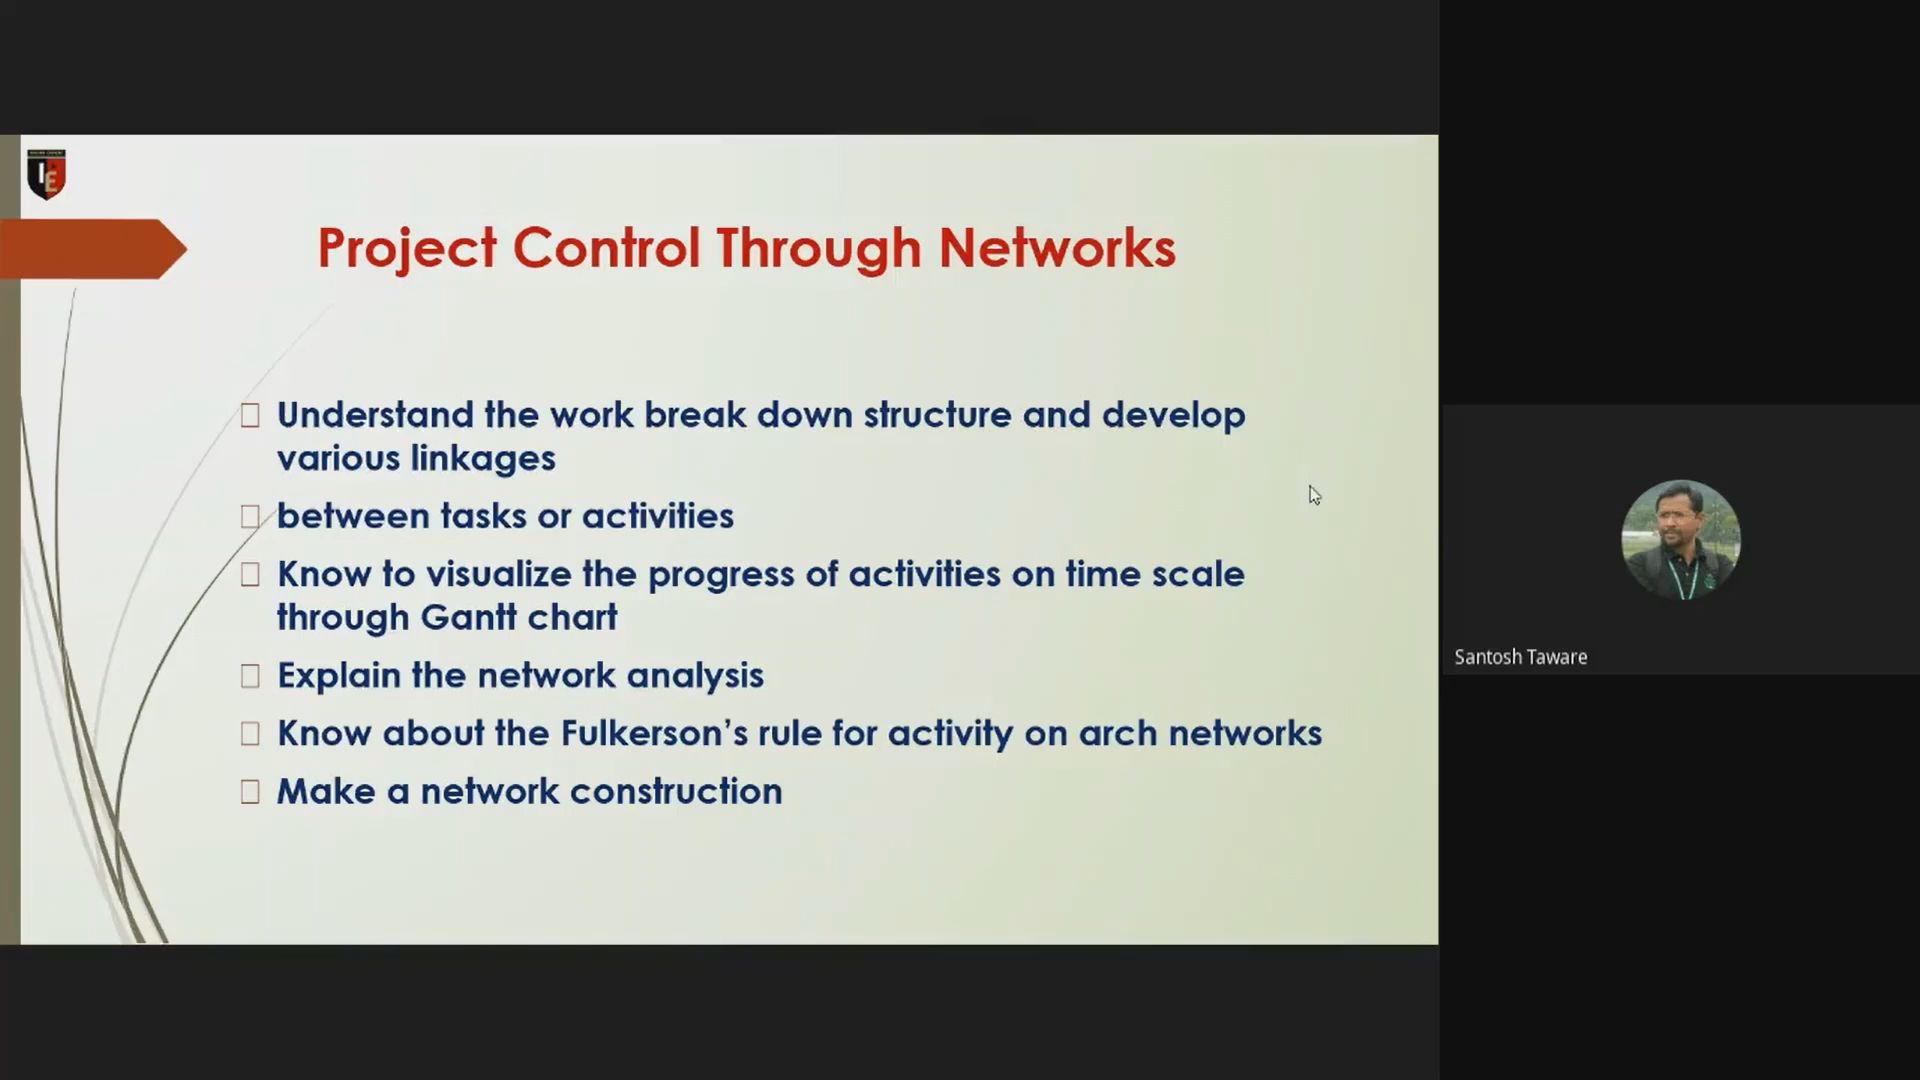 IE
Project Control Through Networks
Understand the work break down structure and develop
various linkages
between tasks or activities
Know to visualize the progress of activities on time scale
through Gantt chart
Explain the network analysis
Know about the Fulkerson’s rule for activity on arch networks
Make a network construction
Santosh Taware